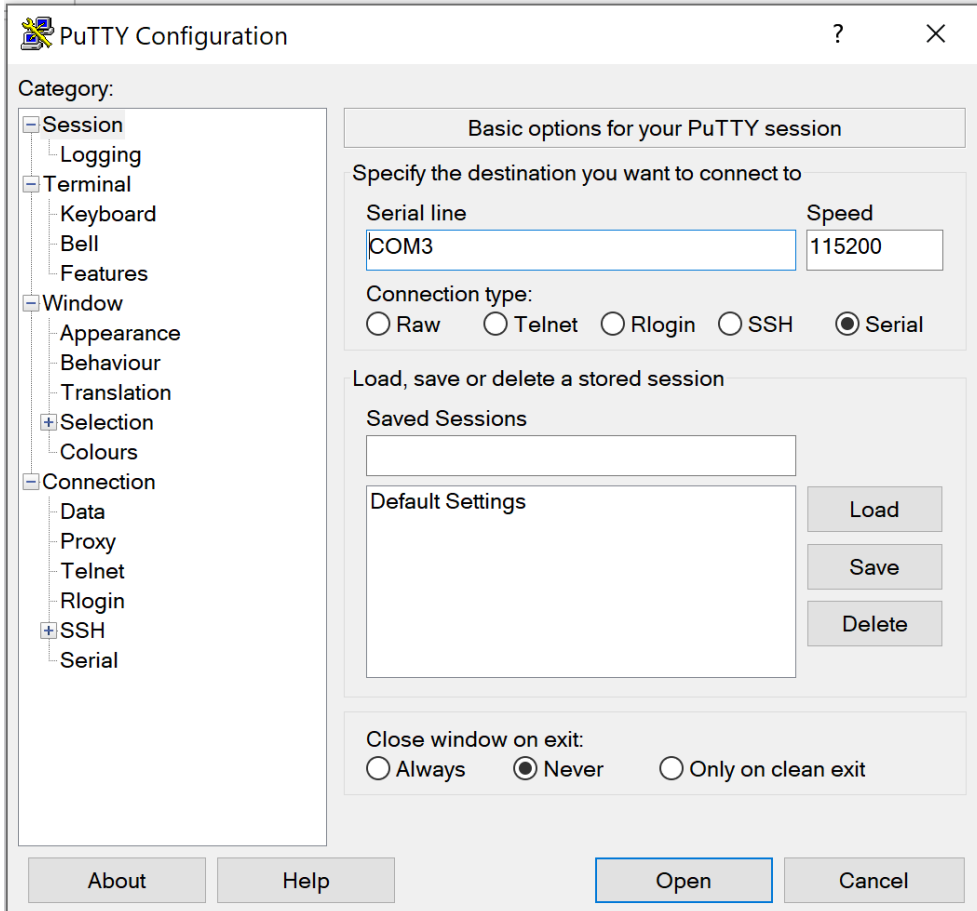 PuTTY Configuration
?
Category:
Session
Logging
Terminal
Keyboard
Bell
Features
Window
Appearance
Behaviour
Translation
Selection
Colours
Connection
Data
Proxy
Telnet
Rlogin
SSH
Serial
Basic options for your PuTTY session
Specify the destination you want to connect to
Serial line Speed
COM3 115200
Connection type:
Raw Telnet Rlogin SSH Serial
Load, save or delete a stored session
Saved Sessions
Default Settings
Load
Save
Delete
Close window on exit:
Always Never Only on clean exit
About Help Open Cancel